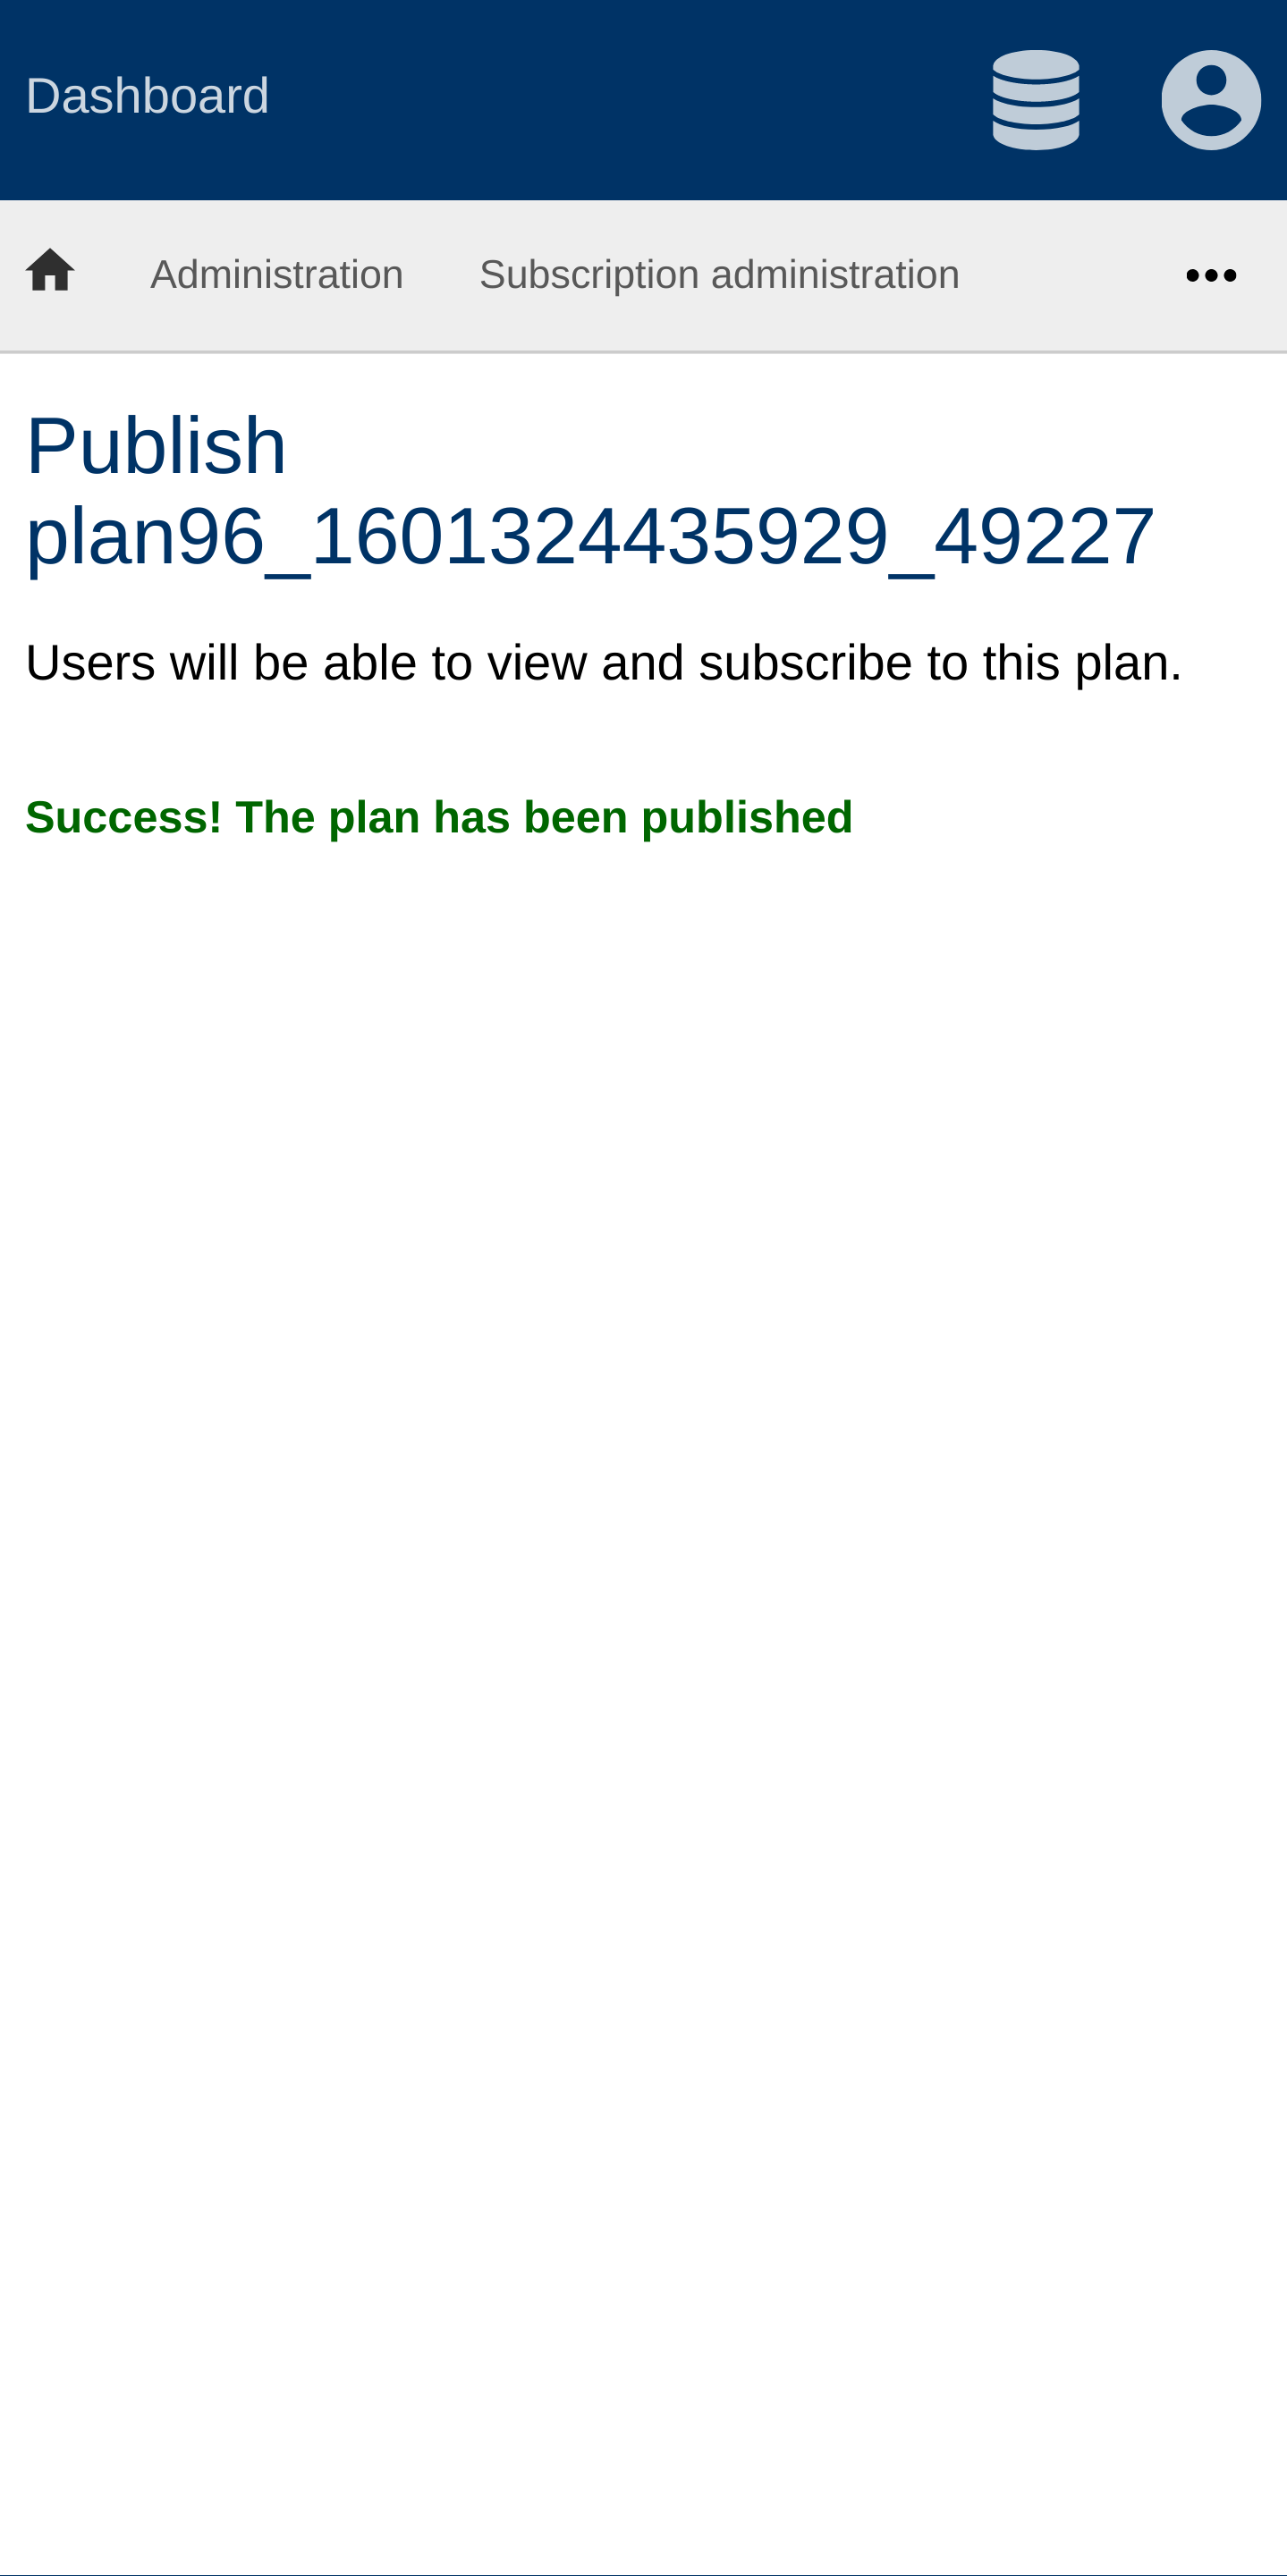 Dashboard
Administration Subscription administration
Publish
plan96_1601324435929_49227
Users will be able to view and subscribe to this plan.
Success! The plan has been published